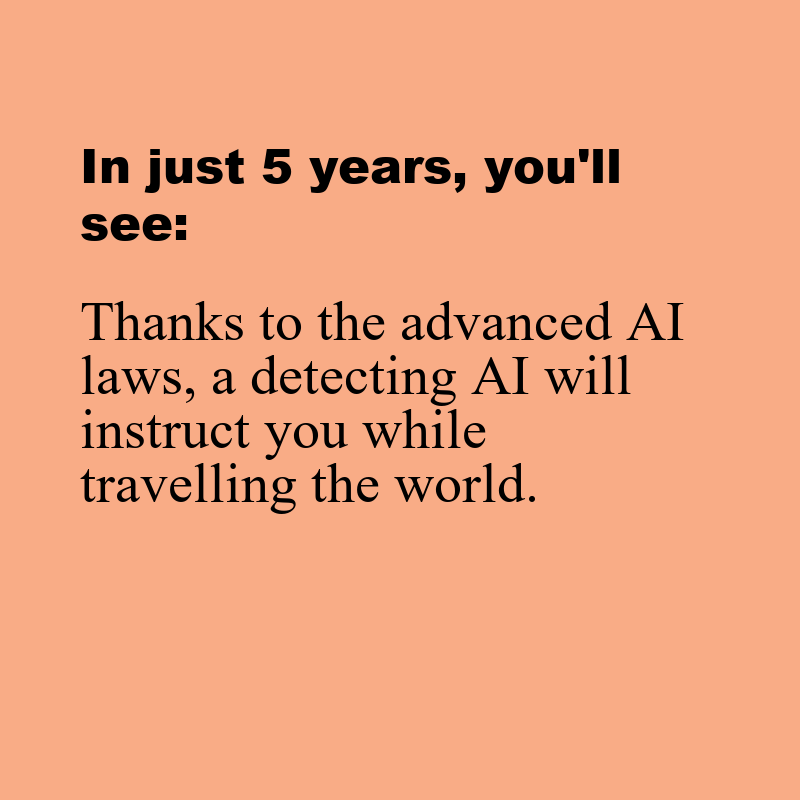 In just 5 years, you'll
see:
Thanks to the advanced AI
laws, a detecting AI will
instruct you while
travelling the world.